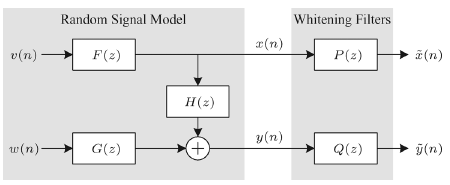 Random Signal Model
Whitening Filters
v(n) F(z) x(n) P(z) x̃(n)
H(z)
w(n) G(z) + y(n) Q(z) ỹ(n)